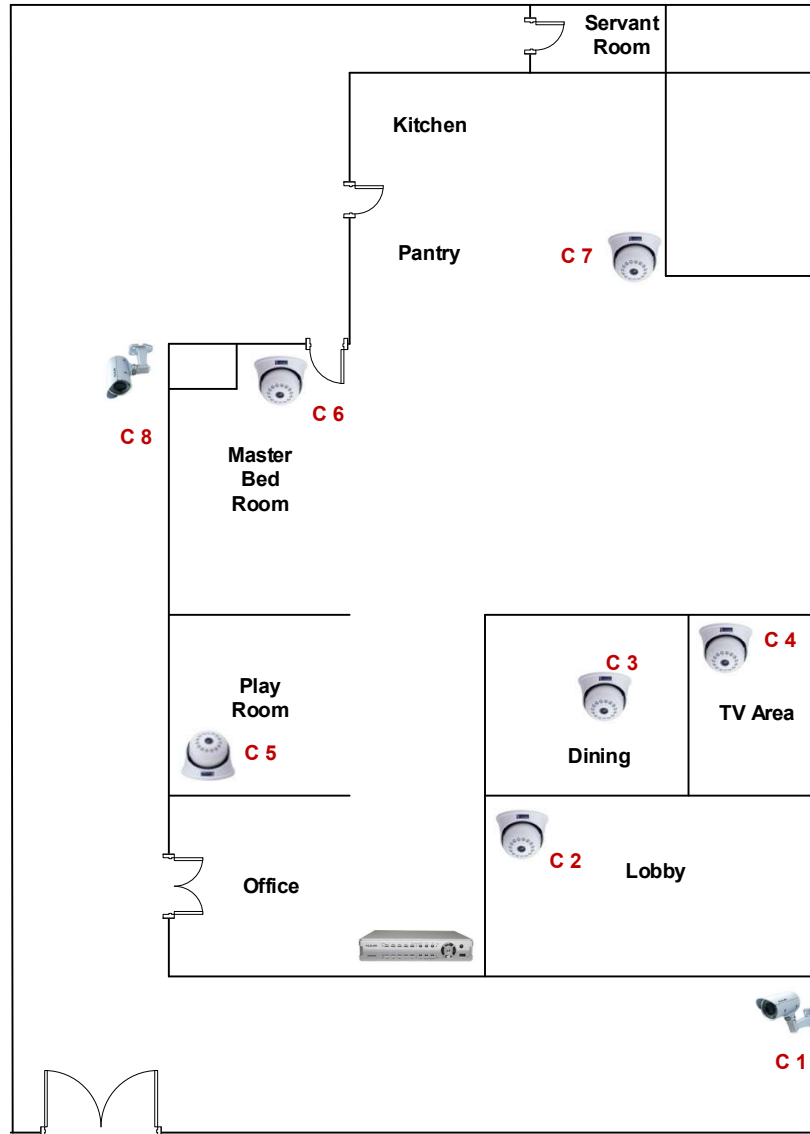 Servant
Room
Kitchen
Pantry
C 7
C 6
C 8
Master
Bed
Room
C 4
C 3
Play
Room
TV Area
C 5
Dining
C 2
Lobby
Office
C 1